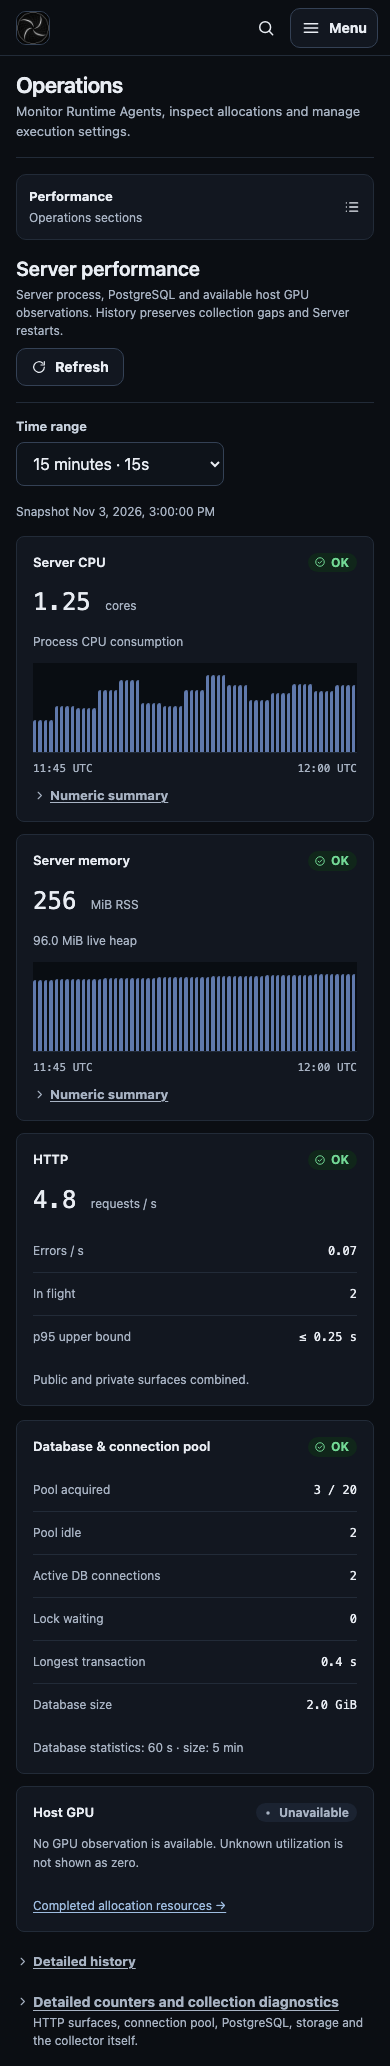 Menu
Operations
Monitor Runtime Agents, inspect allocations and manage
execution settings.
Performance
Operations sections
Server performance
Server process, PostgreSQL and available host GPU
observations. History preserves collection gaps and Server
restarts.
Refresh
Time range
15 minutes · 15s
Snapshot Nov 3, 2026, 3:00:00 PM
Server CPU OK
1.25 cores
Process CPU consumption
11:45 UTC 12:00 UTC
Numeric summary
Server memory OK
256 MiB RSS
96.0 MiB live heap
11:45 UTC 12:00 UTC
Numeric summary
HTTP OK
4.8 requests / s
Errors / s 0.07
In flight 2
p95 upper bound ≤ 0.25 s
Public and private surfaces combined.
Database & connection pool OK
Pool acquired 3 / 20
Pool idle 2
Active DB connections 2
Lock waiting 0
Longest transaction 0.4 s
Database size 2.0 GiB
Database statistics: 60 s · size: 5 min
Host GPU Unavailable
No GPU observation is available. Unknown utilization is
not shown as zero.
Completed allocation resources →
Detailed history
Detailed counters and collection diagnostics
HTTP surfaces, connection pool, PostgreSQL, storage and
the collector itself.